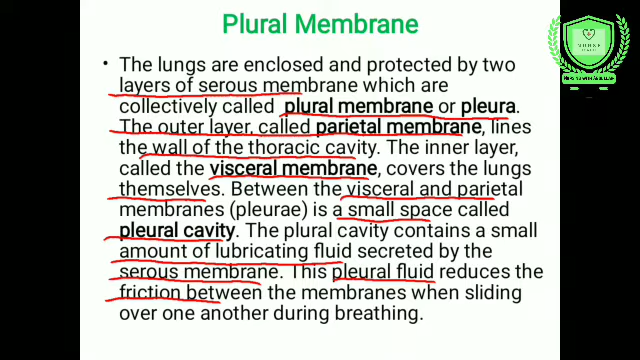 Plural Membrane
• The lungs are enclosed and protected by two
layers of serous membrane which are
collectively called plural membrane or pleura.
The outer layer, called parietal membrane, lines
the wall of the thoracic cavity. The inner layer,
called the visceral membrane, covers the lungs
themselves. Between the visceral and parietal
membranes (pleurae) is a small space called
pleural cavity. The plural cavity contains a small
amount of lubricating fluid secreted by the
serous membrane. This pleural fluid reduces the
friction between the membranes when sliding
over one another during breathing.
NURSE